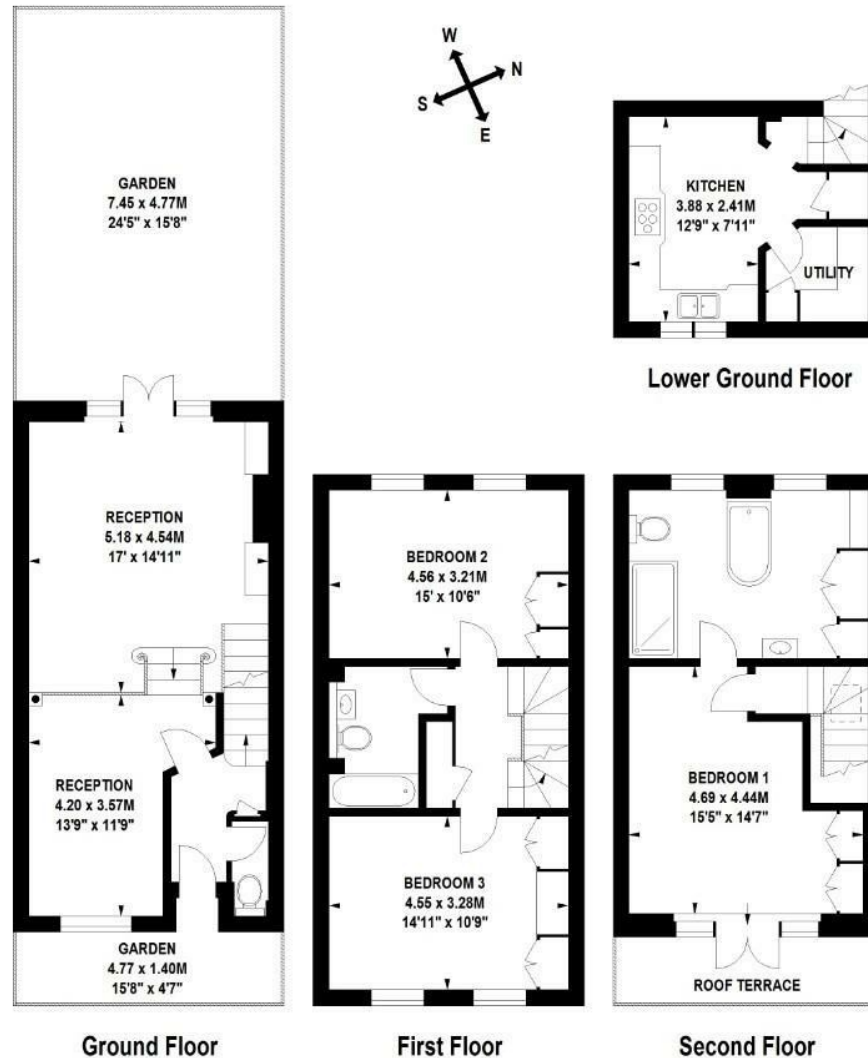 W
N
S
E
GARDEN
7.45 x 4.77M
24'5" x 15'8"
KITCHEN
3.88 x 2.41M
12'9" x 7'11"
UTILITY
Lower Ground Floor
RECEPTION
5.18 x 4.54M
17' x 14'11"
RECEPTION
4.20 x 3.57M
13'9" x 11'9"
GARDEN
4.77 x 1.40M
15'8" x 4'7"
Ground Floor
BEDROOM 2
4.56 x 3.21M
15' x 10'6"
BEDROOM 3
4.55 x 3.28M
14'11" x 10'9"
First Floor
BEDROOM 1
4.69 x 4.44M
15'5" x 14'7"
ROOF TERRACE
Second Floor